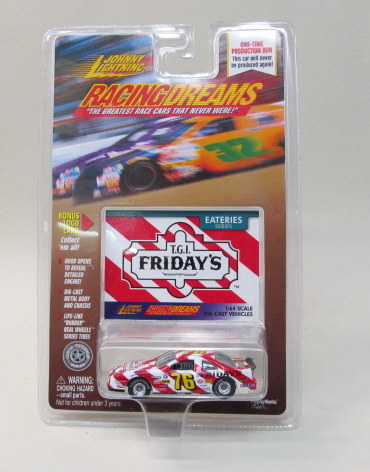 JOHNNY
LIGHTNING
ONE-TIME
PRODUCTION RUN
This car will never
be produced again!
RACING DREAMS
"THE GREATEST RACE CARS THAT NEVER WERE!"
37
BONUS
LOGO
CARD
Collect
'em all!
HOOD OPENS
TO REVEAL
DETAILED
ENGINE!
DIE-CAST
METAL BODY
AND CHASSIS
LIFE-LIKE
"RUBBER"
REAL WHEELS™
SERIES TIRES
EATERIES
SERIES
T.G.I.
FRIDAY'S
™
JOHNNY
LIGHTNING
RACING DREAMS
1:64 SCALE
DIE-CAST VEHICLES
76
WARNING:
CHOKING HAZARD
—small parts.
Not for children under 3 years.